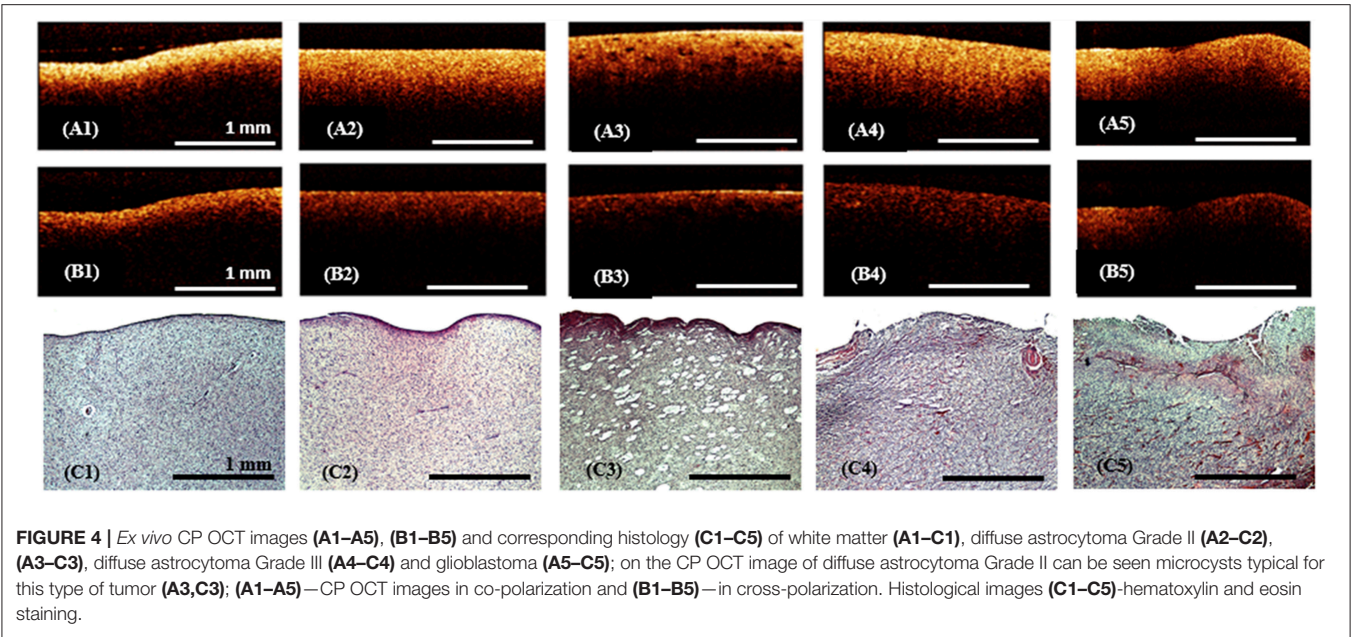 (A1) 1 mm (A2) (A3) (A4) (A5)
(B1) 1 mm (B2) (B3) (B4) (B5)
(C1) 1 mm (C2) (C3) (C4) (C5)
FIGURE 4 | Ex vivo CP OCT images (A1–A5), (B1–B5) and corresponding histology (C1–C5) of white matter (A1–C1), diffuse astrocytoma Grade II (A2–C2),
(A3–C3), diffuse astrocytoma Grade III (A4–C4) and glioblastoma (A5–C5); on the CP OCT image of diffuse astrocytoma Grade II can be seen microcysts typical for
this type of tumor (A3,C3); (A1–A5)—CP OCT images in co-polarization and (B1–B5)—in cross-polarization. Histological images (C1–C5)-hematoxylin and eosin
staining.